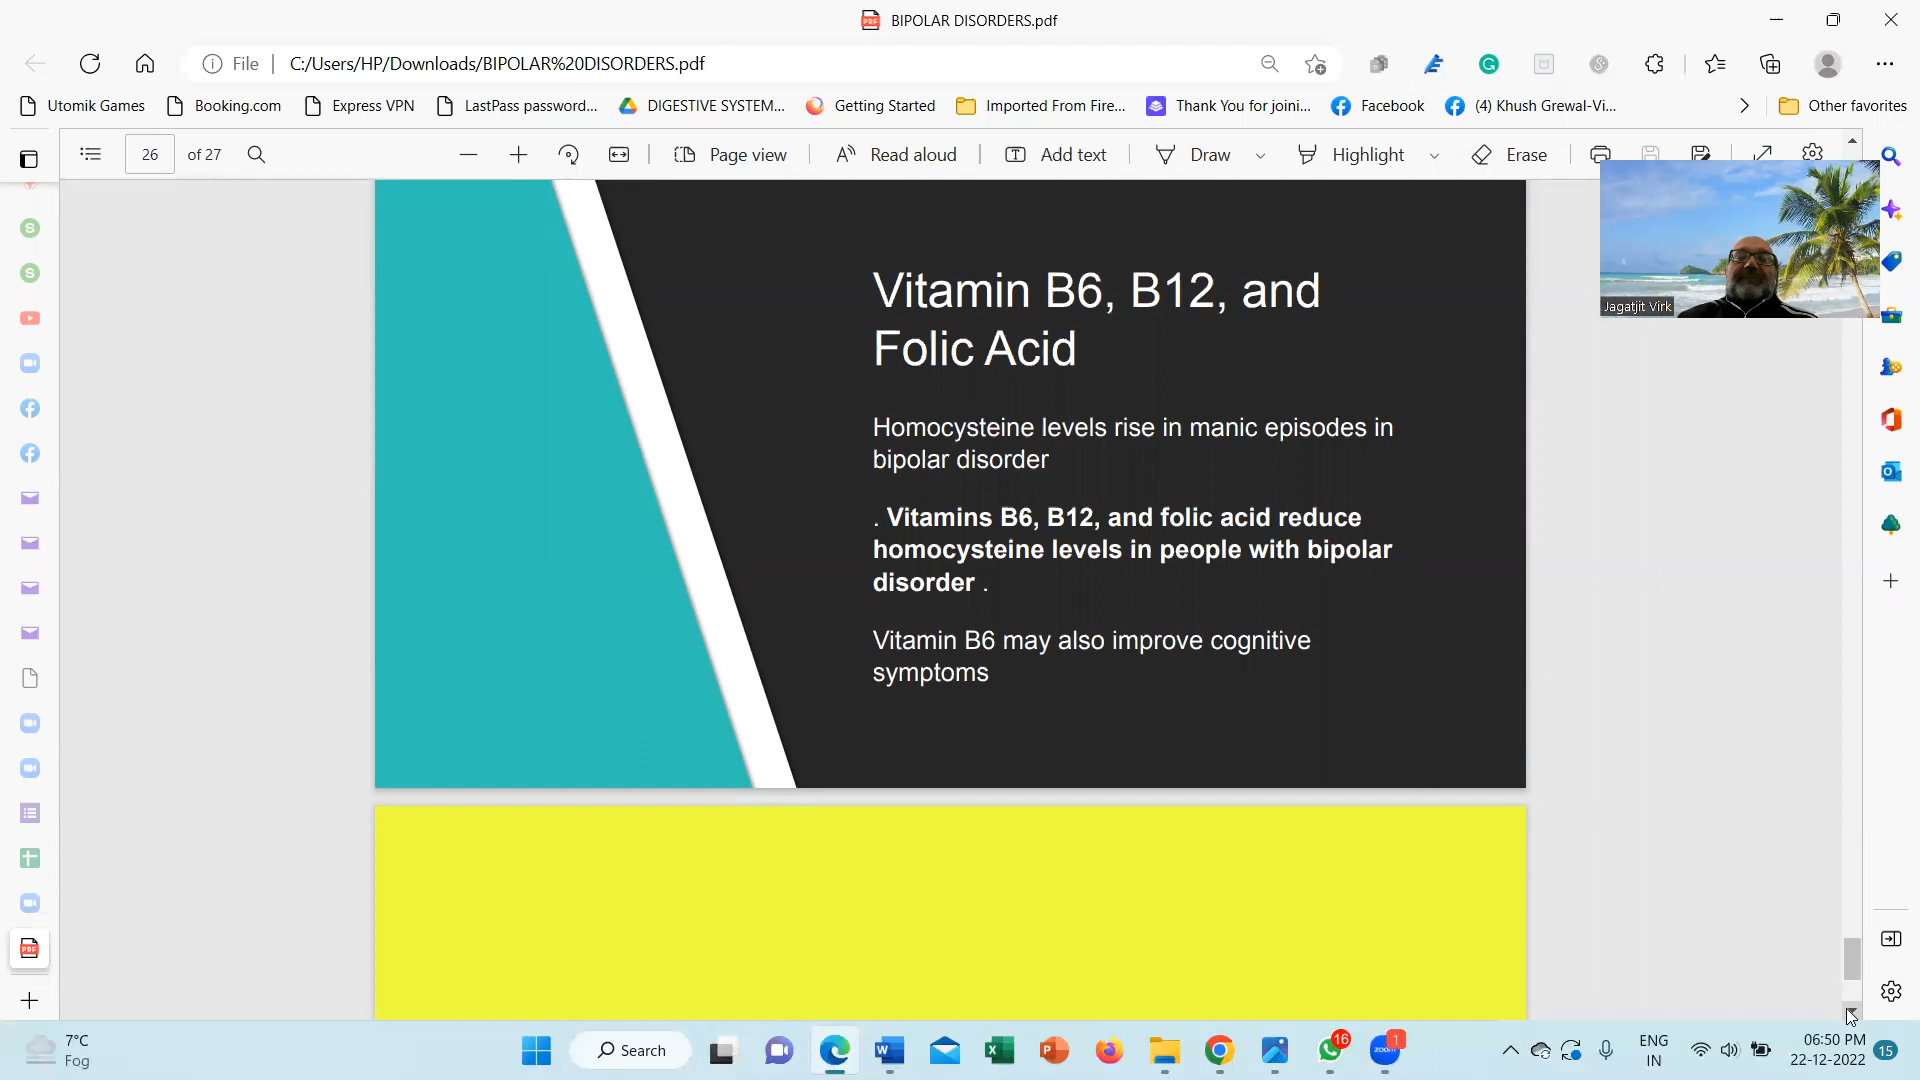 BIPOLAR DISORDERS.pdf
File
C:/Users/HP/Downloads/BIPOLAR%20DISORDERS.pdf
Utomik Games
Booking.com
Express VPN
LastPass password...
DIGESTIVE SYSTEM...
Getting Started
Imported From Fire...
Thank You for joini...
Facebook
(4) Khush Grewal-Vi...
Other favorites
26
of 27
Page view
Read aloud
Add text
Draw
Highlight
Erase
Jagatjit Virk
Vitamin B6, B12, and
Folic Acid
Homocysteine levels rise in manic episodes in
bipolar disorder
. Vitamins B6, B12, and folic acid reduce
homocysteine levels in people with bipolar
disorder .
Vitamin B6 may also improve cognitive
symptoms
7°C
Fog
Search
16
zoom
1
ENG
IN
06:50 PM
22-12-2022
15